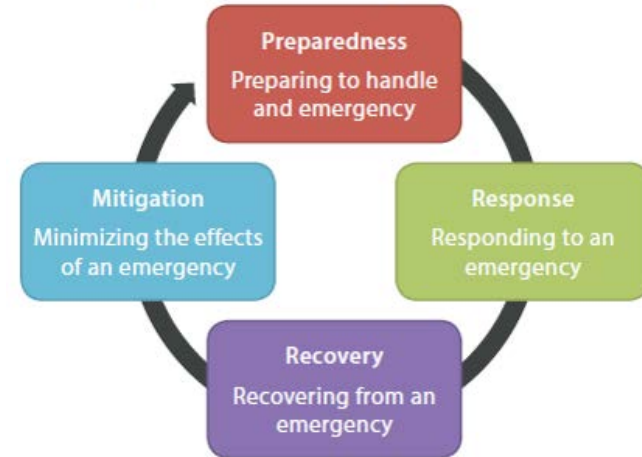 Preparedness
Preparing to handle
and emergency
Mitigation
Minimizing the effects
of an emergency
Response
Responding to an
emergency
Recovery
Recovering from an
emergency